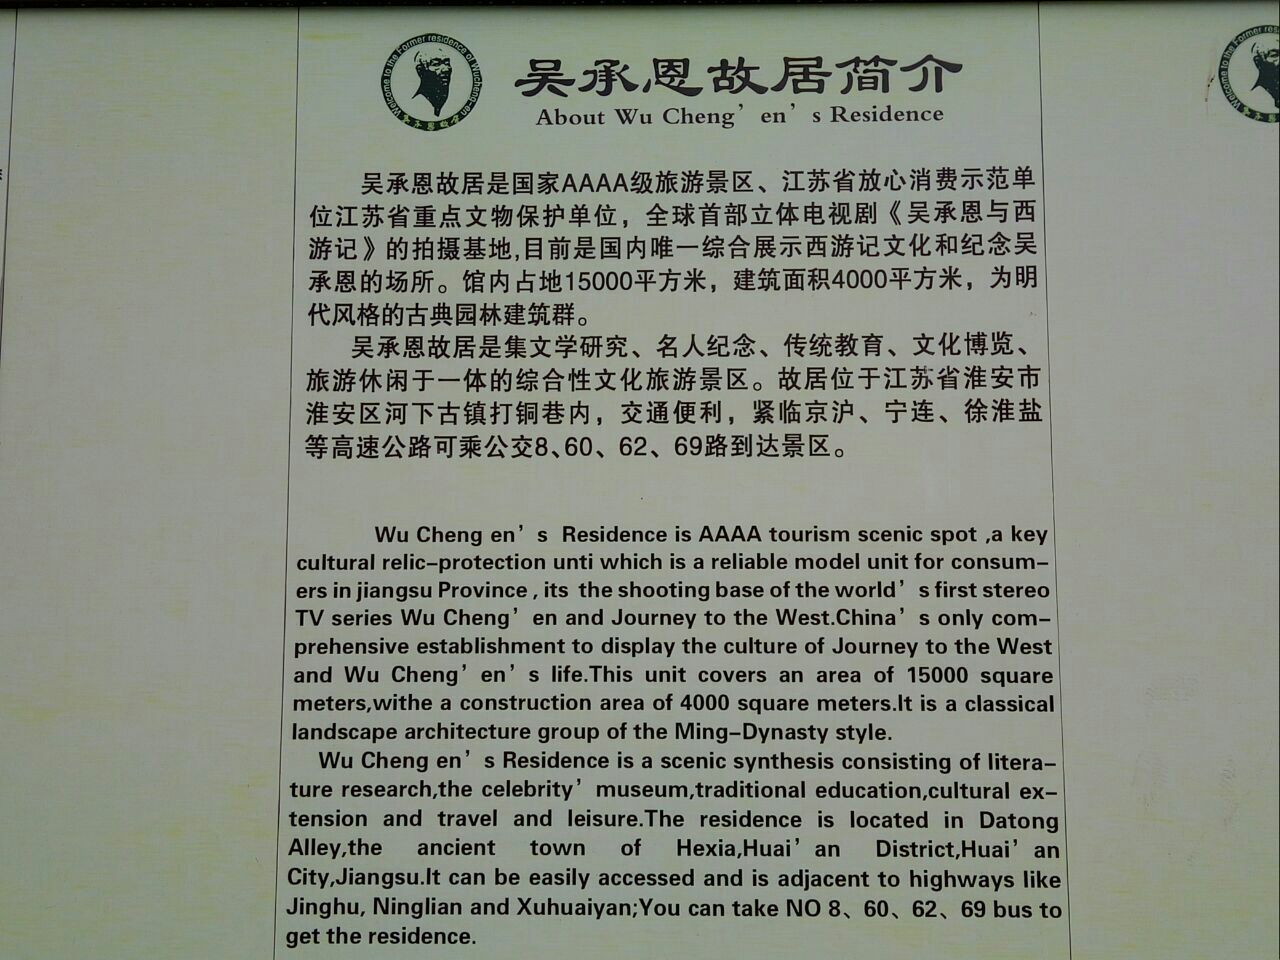 Welcome to the Former residence of Wucheng-en
吴承恩故居简介
About Wu Cheng’en’s Residence
吴承恩故居是国家AAAA级旅游景区、江苏省放心消费示范单
位江苏省重点文物保护单位，全球首部立体电视剧《吴承恩与西
游记》的拍摄基地,目前是国内唯一综合展示西游记文化和纪念吴
承恩的场所。馆内占地15000平方米，建筑面积4000平方米，为明
代风格的古典园林建筑群。
吴承恩故居是集文学研究、名人纪念、传统教育、文化博览、
旅游休闲于一体的综合性文化旅游景区。故居位于江苏省淮安市
淮安区河下古镇打铜巷内，交通便利，紧临京沪、宁连、徐淮盐
等高速公路可乘公交8、60、62、69路到达景区。
Wu Cheng en’s Residence is AAAA tourism scenic spot ,a key
cultural relic-protection unti which is a reliable model unit for consum-
ers in jiangsu Province , its the shooting base of the world’s first stereo
TV series Wu Cheng’en and Journey to the West.China’s only com-
prehensive establishment to display the culture of Journey to the West
and Wu Cheng’en’s life.This unit covers an area of 15000 square
meters,withe a construction area of 4000 square meters.It is a classical
landscape architecture group of the Ming-Dynasty style.
Wu Cheng en’s Residence is a scenic synthesis consisting of litera-
ture research,the celebrity’museum,traditional education,cultural ex-
tension and travel and leisure.The residence is located in Datong
Alley,the ancient town of Hexia,Huai’an District,Huai’an
City,Jiangsu.It can be easily accessed and is adjacent to highways like
Jinghu, Ninglian and Xuhuaiyan;You can take NO 8、60、62、69 bus to
get the residence.